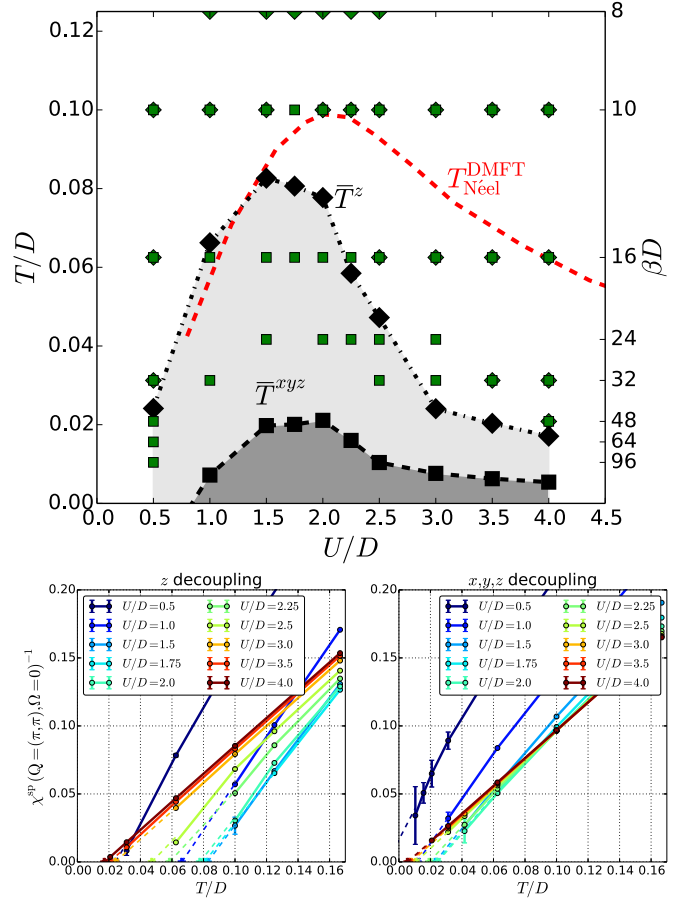 0.12
0.10
0.08
0.06
0.04
0.02
0.00
T/D
8
10
16
24
32
48
64
96
βD
T_Néel^DMFT
T̅^z
T̅^xyz
0.0 0.5 1.0 1.5 2.0 2.5 3.0 3.5 4.0 4.5
U/D
z decoupling
0.20
0.15
0.10
0.05
0.00
χ^sp (Q=(π,π),Ω=0)^−1
U/D=0.5 U/D=2.25
U/D=1.0 U/D=2.5
U/D=1.5 U/D=3.0
U/D=1.75 U/D=3.5
U/D=2.0 U/D=4.0
0.00 0.02 0.04 0.06 0.08 0.10 0.12 0.14 0.16
T/D
x,y,z decoupling
0.20
0.15
0.10
0.05
0.00
U/D=0.5 U/D=2.25
U/D=1.0 U/D=2.5
U/D=1.5 U/D=3.0
U/D=1.75 U/D=3.5
U/D=2.0 U/D=4.0
0.00 0.02 0.04 0.06 0.08 0.10 0.12 0.14 0.16
T/D